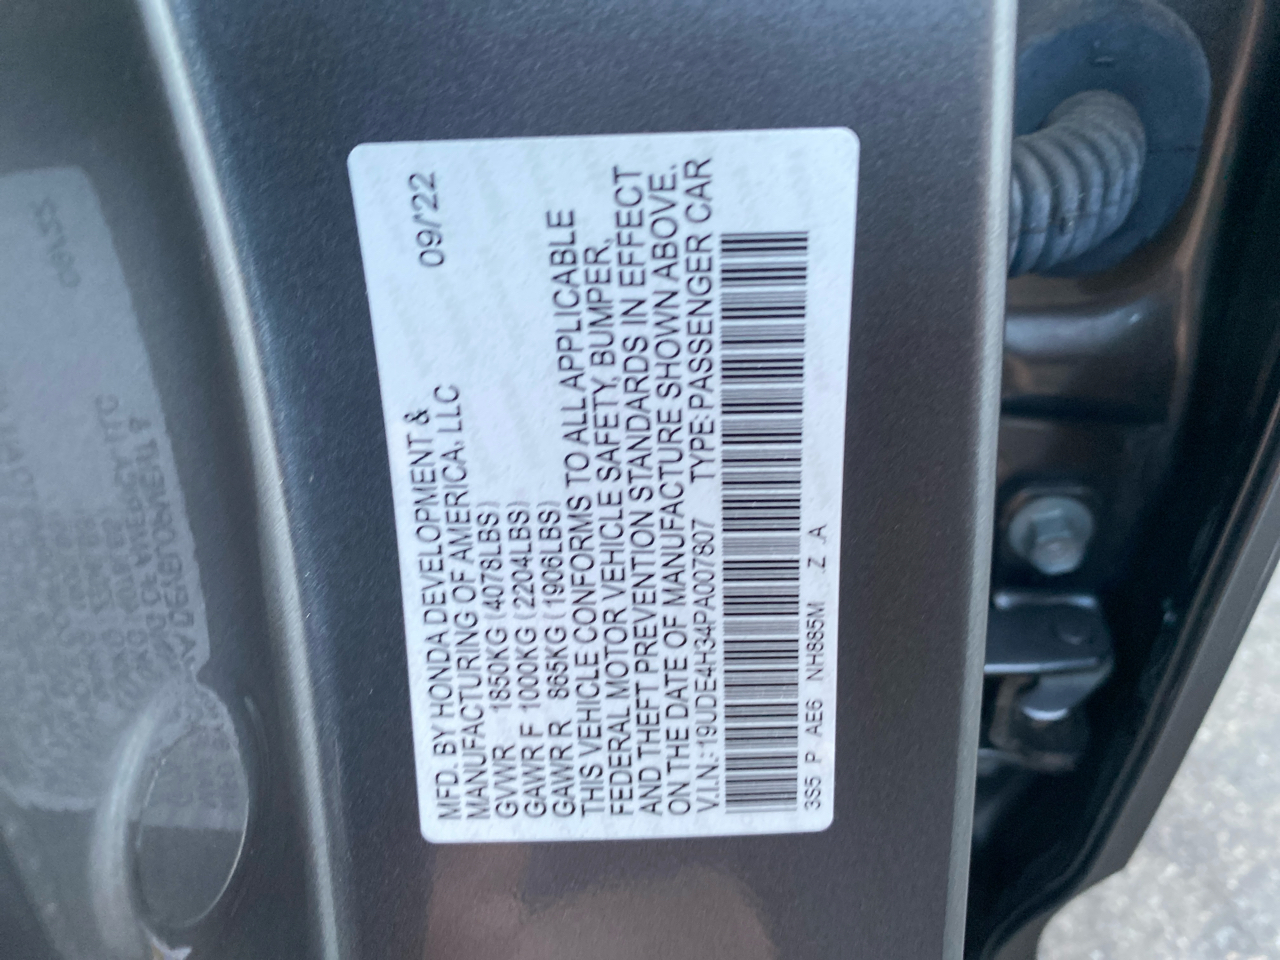 MFD. BY HONDA DEVELOPMENT & 09/22
MANUFACTURING OF AMERICA, LLC
GVWR 1850KG (4078LBS)
GAWR F 1000KG (2204LBS)
GAWR R 865KG (1906LBS)
THIS VEHICLE CONFORMS TO ALL APPLICABLE
FEDERAL MOTOR VEHICLE SAFETY, BUMPER,
AND THEFT PREVENTION STANDARDS IN EFFECT
ON THE DATE OF MANUFACTURE SHOWN ABOVE.
V.I.N.:19UDE4H34PA007807 TYPE:PASSENGER CAR
3S5 P AE6 NH885M Z A